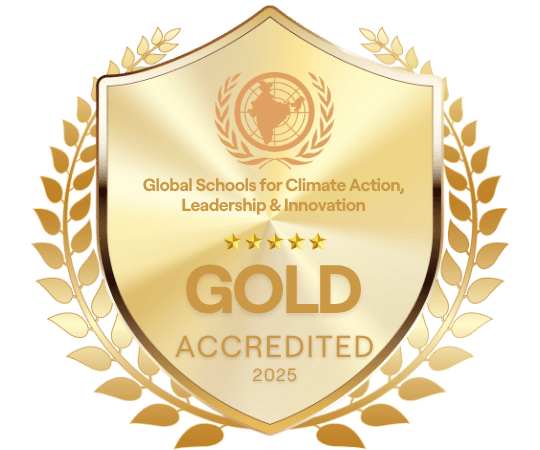 Global Schools for Climate Action,
Leadership & Innovation
GOLD
ACCREDITED
2025